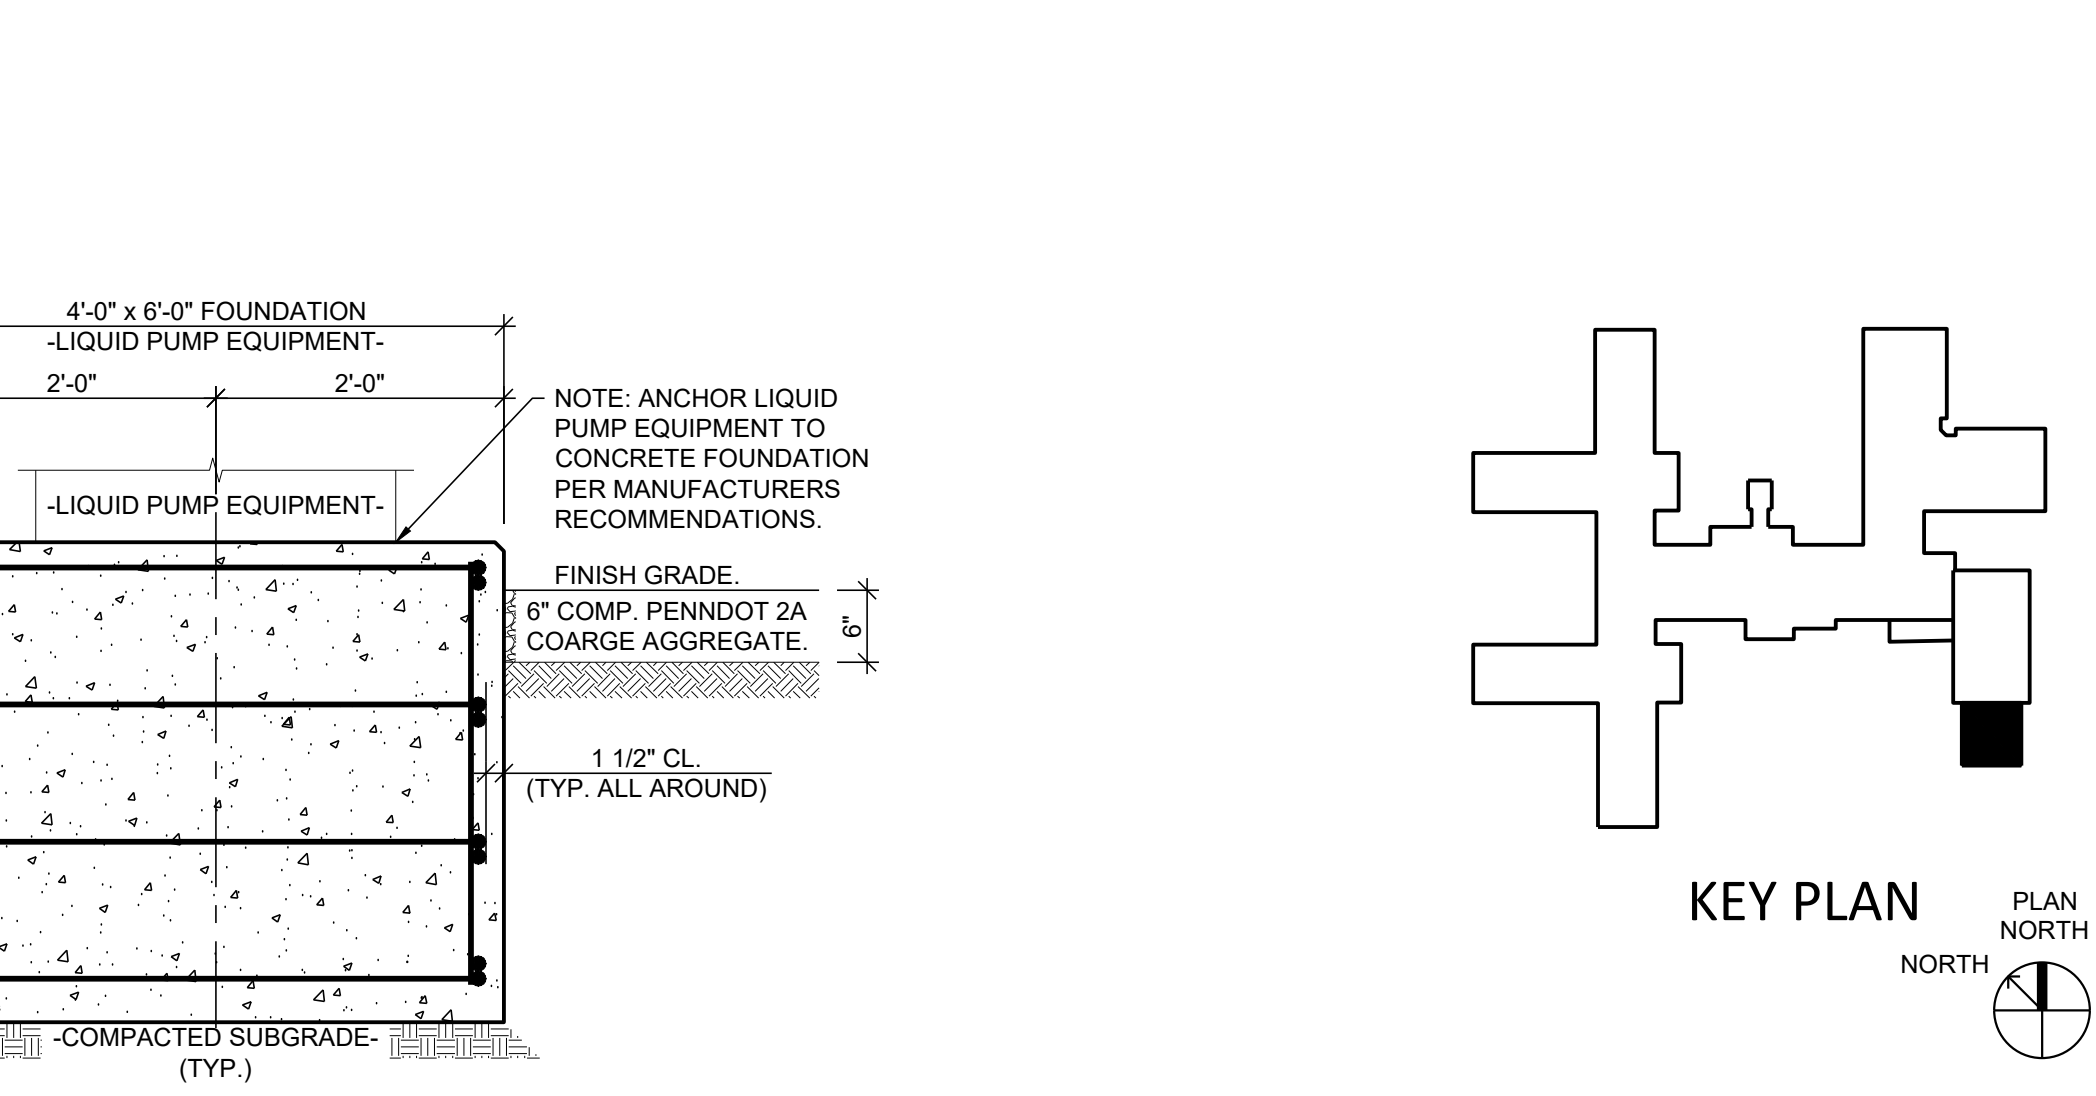 4'-0" x 6'-0" FOUNDATION
-LIQUID PUMP EQUIPMENT-
2'-0"
2'-0"
NOTE: ANCHOR LIQUID
PUMP EQUIPMENT TO
CONCRETE FOUNDATION
PER MANUFACTURERS
RECOMMENDATIONS.
-LIQUID PUMP EQUIPMENT-
FINISH GRADE.
6" COMP. PENNDOT 2A
COARGE AGGREGATE.
6"
1 1/2" CL.
(TYP. ALL AROUND)
-COMPACTED SUBGRADE-
(TYP.)
KEY PLAN
PLAN
NORTH
NORTH